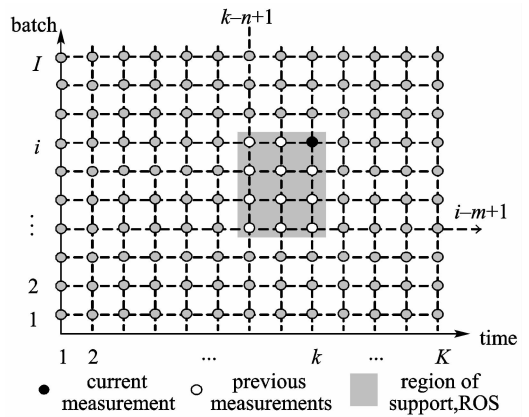 k–n+1
batch
I
i
⋮
i–m+1
2
1
time
1 2 ... k ... K
current measurement
previous measurements
region of support,ROS